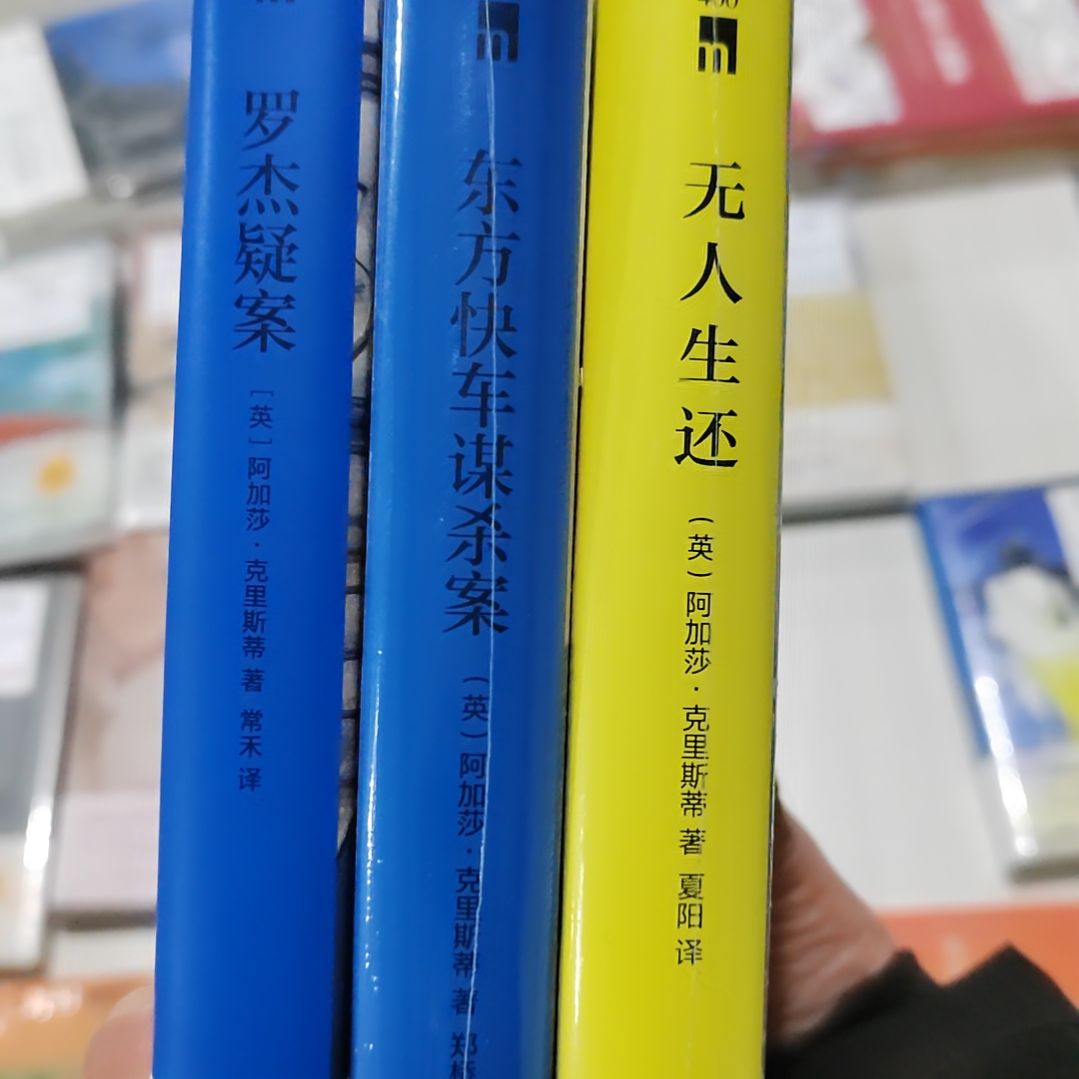 罗杰疑案
[英]阿加莎·克里斯蒂 著 常禾 译
m
东方快车谋杀案
(英)阿加莎·克里斯蒂 著 郑
m
无人生还
(英)阿加莎·克里斯蒂 著 夏阳 译